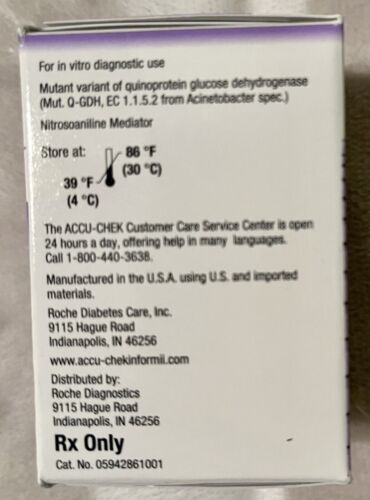 For in vitro diagnostic use
Mutant variant of quinoprotein glucose dehydrogenase
(Mut. Q-GDH, EC 1.1.5.2 from Acinetobacter spec.)
Nitrosoaniline Mediator
Store at:
86 °F
(30 °C)
39 °F
(4 °C)
The ACCU-CHEK Customer Care Service Center is open
24 hours a day, offering help in many languages.
Call 1-800-440-3638.
Manufactured in the U.S.A. using U.S. and imported
materials.
Roche Diabetes Care, Inc.
9115 Hague Road
Indianapolis, IN 46256
www.accu-chekinformii.com
Distributed by:
Roche Diagnostics
9115 Hague Road
Indianapolis, IN 46256
Rx Only
Cat. No. 05942861001